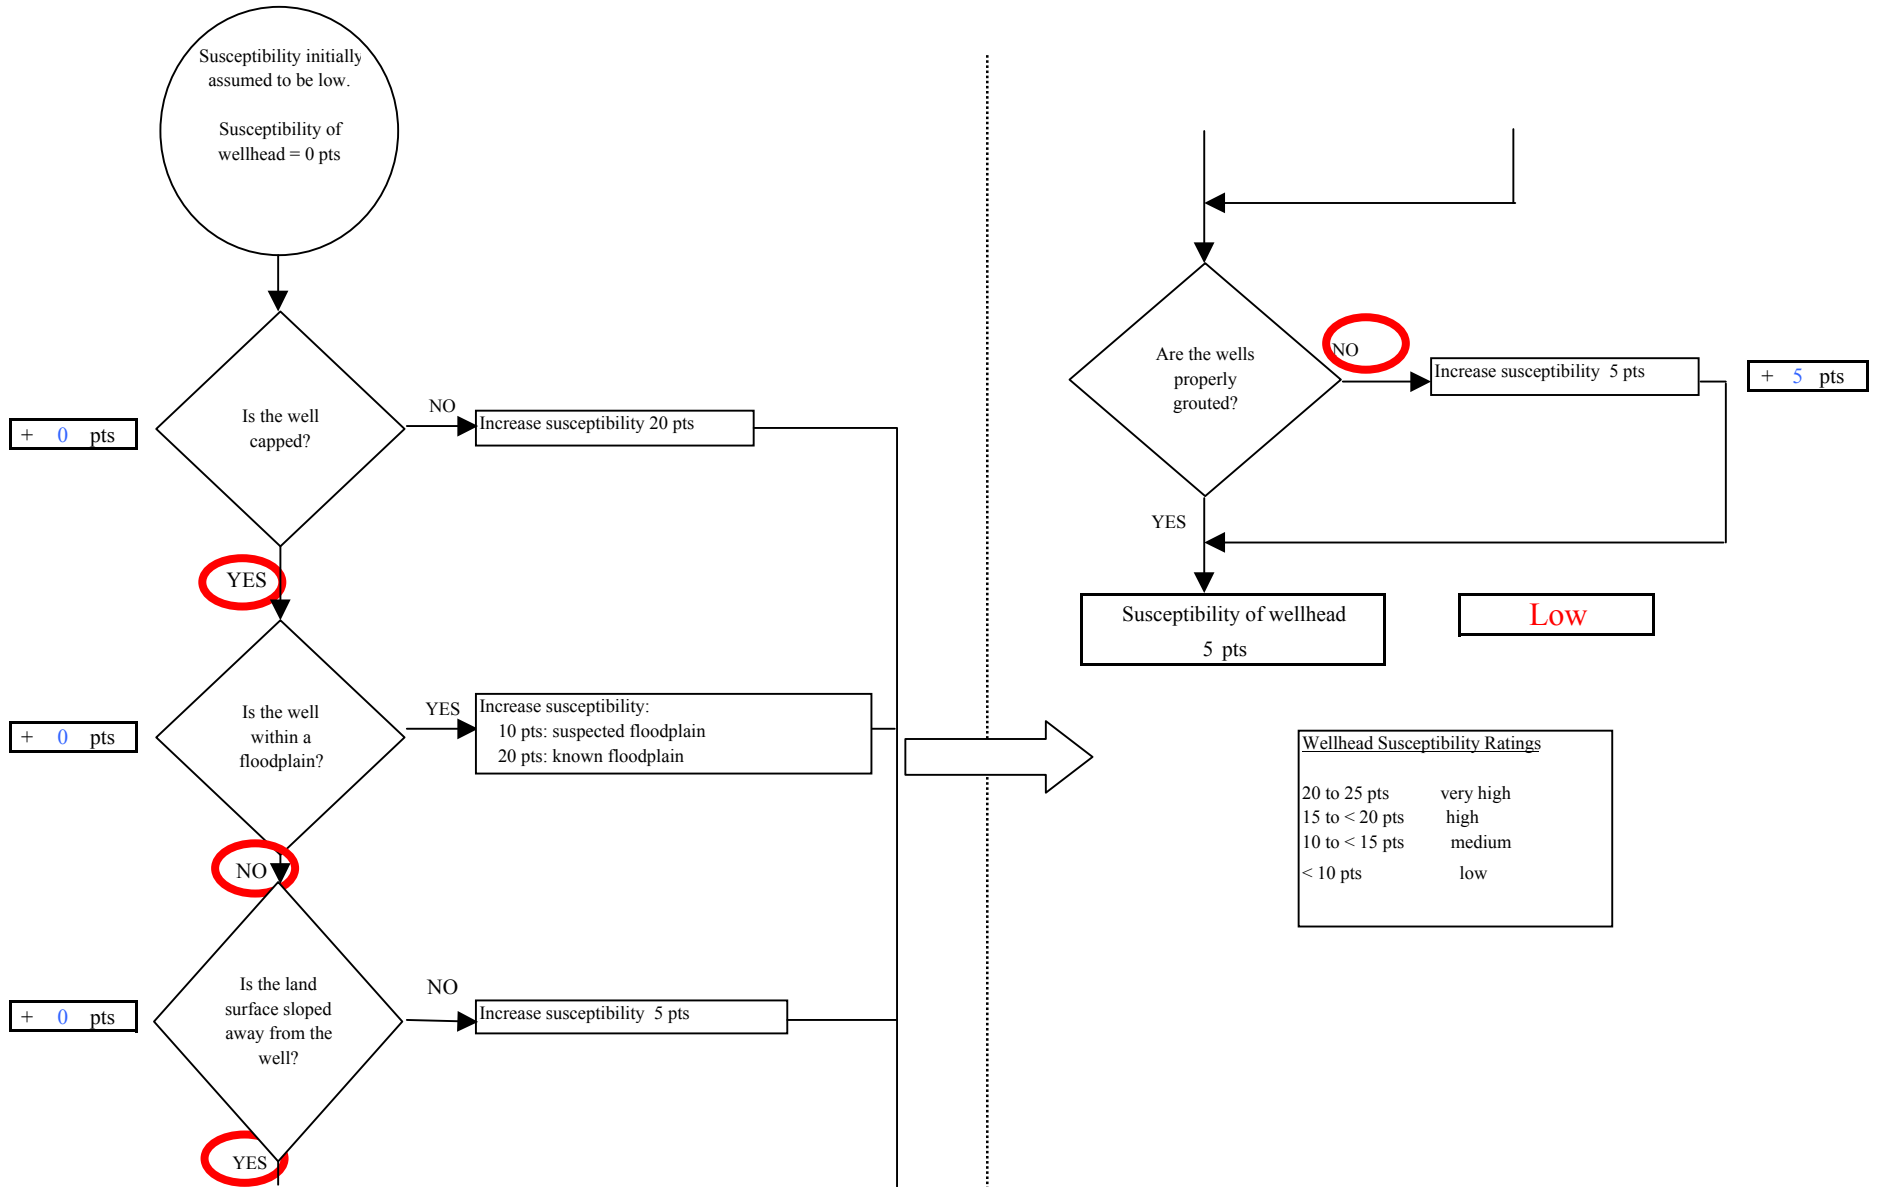 Susceptibility initially
assumed to be low.
Susceptibility of
wellhead = 0 pts
Is the well
capped?
NO
Increase susceptibility 20 pts
+ 0 pts
YES
Is the well
within a
floodplain?
YES
Increase susceptibility:
10 pts: suspected floodplain
20 pts: known floodplain
+ 0 pts
NO
Is the land
surface sloped
away from the
well?
NO
Increase susceptibility 5 pts
+ 0 pts
YES
Are the wells
properly
grouted?
NO
Increase susceptibility 5 pts
+ 5 pts
YES
Susceptibility of wellhead
5 pts
Low
Wellhead Susceptibility Ratings
20 to 25 pts very high
15 to < 20 pts high
10 to < 15 pts medium
< 10 pts low